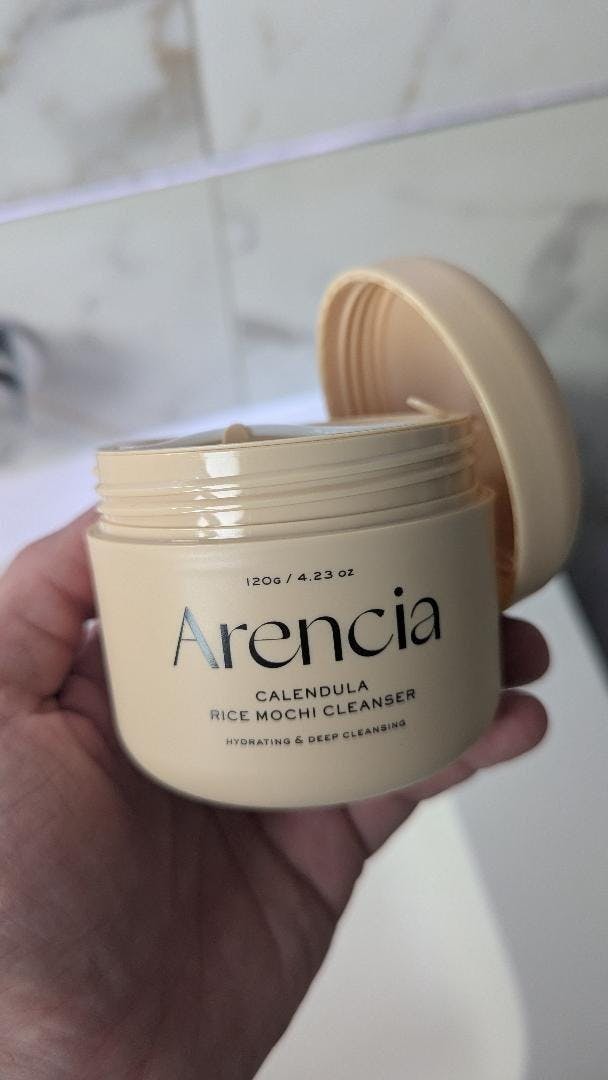 120G / 4.23 OZ
Arencia
CALENDULA
RICE MOCHI CLEANSER
HYDRATING & DEEP CLEANSING